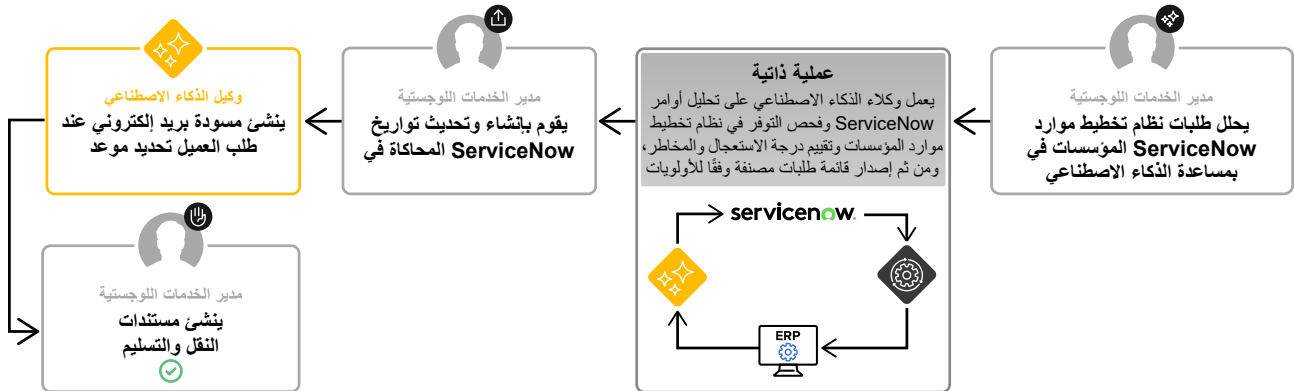 مدير الخدمات اللوجستية
يحلل طلبات نظام تخطيط موارد
المؤسسات في ServiceNow
بمساعدة الذكاء الاصطناعي
عملية ذاتية
يعمل وكلاء الذكاء الاصطناعي على تحليل أوامر
ServiceNow وفحص التوفر في نظام تخطيط
موارد المؤسسات وتقييم درجة الاستعجال والمخاطر،
ومن ثم إصدار قائمة طلبات مصنفة وفقًا للأولويات
servicenow
ERP
مدير الخدمات اللوجستية
يقوم بإنشاء وتحديث تواريخ
المحاكاة في ServiceNow
وكيل الذكاء الاصطناعي
ينشئ مسودة بريد إلكتروني عند
طلب العميل تحديد موعد
مدير الخدمات اللوجستية
ينشئ مستندات
النقل والتسليم